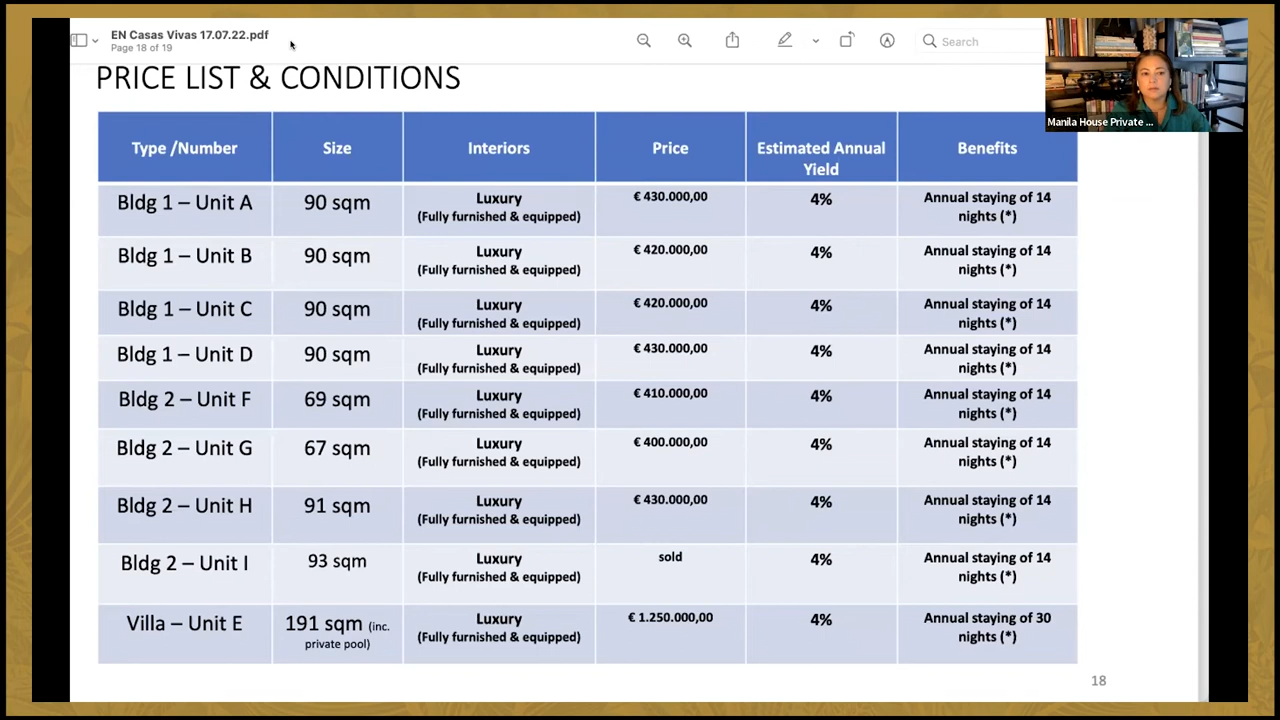 EN Casas Vivas 17.07.22.pdf
Page 18 of 19
Search
Manila House Private ...
PRICE LIST & CONDITIONS
Type /Number Size Interiors Price Estimated Annual Yield Benefits
Bldg 1 – Unit A 90 sqm Luxury (Fully furnished & equipped) € 430.000,00 4% Annual staying of 14 nights (*)
Bldg 1 – Unit B 90 sqm Luxury (Fully furnished & equipped) € 420.000,00 4% Annual staying of 14 nights (*)
Bldg 1 – Unit C 90 sqm Luxury (Fully furnished & equipped) € 420.000,00 4% Annual staying of 14 nights (*)
Bldg 1 – Unit D 90 sqm Luxury (Fully furnished & equipped) € 430.000,00 4% Annual staying of 14 nights (*)
Bldg 2 – Unit F 69 sqm Luxury (Fully furnished & equipped) € 410.000,00 4% Annual staying of 14 nights (*)
Bldg 2 – Unit G 67 sqm Luxury (Fully furnished & equipped) € 400.000,00 4% Annual staying of 14 nights (*)
Bldg 2 – Unit H 91 sqm Luxury (Fully furnished & equipped) € 430.000,00 4% Annual staying of 14 nights (*)
Bldg 2 – Unit I 93 sqm Luxury (Fully furnished & equipped) sold 4% Annual staying of 14 nights (*)
Villa – Unit E 191 sqm (inc. private pool) Luxury (Fully furnished & equipped) € 1.250.000,00 4% Annual staying of 30 nights (*)
18